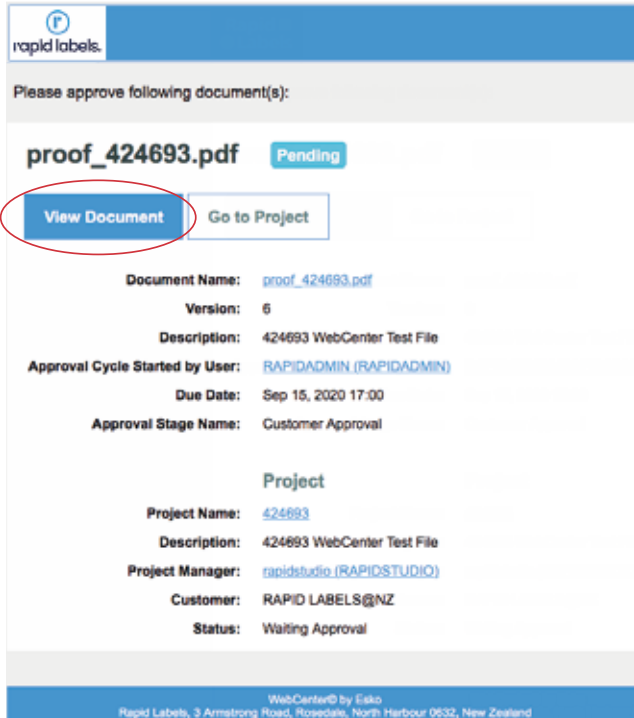 r
rapid labels.
Please approve following document(s):
proof_424693.pdf Pending
View Document Go to Project
Document Name: proof_424693.pdf
Version: 6
Description: 424693 WebCenter Test File
Approval Cycle Started by User: RAPIDADMIN (RAPIDADMIN)
Due Date: Sep 15, 2020 17:00
Approval Stage Name: Customer Approval
Project
Project Name: 424693
Description: 424693 WebCenter Test File
Project Manager: rapidstudio (RAPIDSTUDIO)
Customer: RAPID LABELS@NZ
Status: Waiting Approval
WebCenter© by Esko
Rapid Labels, 3 Armstrong Road, Rosedale, North Harbour 0632, New Zealand